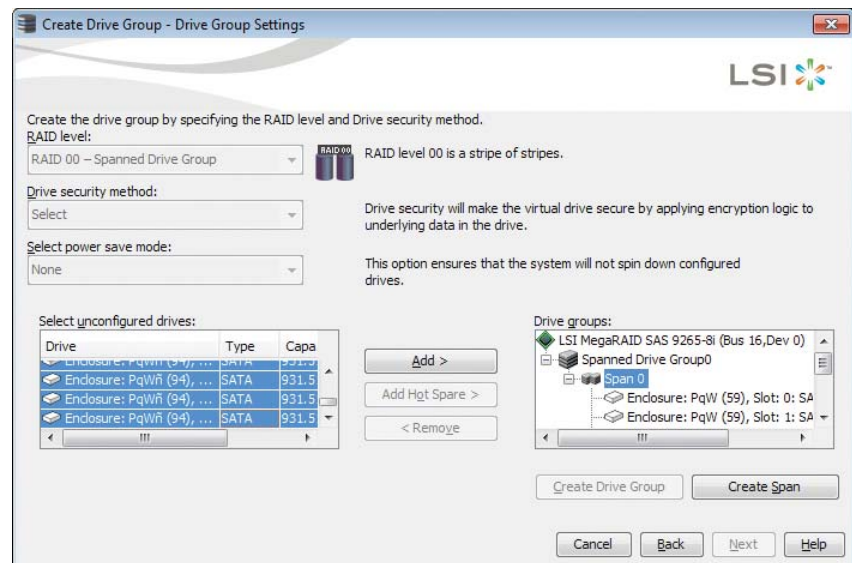 Create Drive Group - Drive Group Settings
LSI
Create the drive group by specifying the RAID level and Drive security method.
RAID level:
RAID 00 – Spanned Drive Group
RAID 00
RAID level 00 is a stripe of stripes.
Drive security method:
Select
Drive security will make the virtual drive secure by applying encryption logic to
underlying data in the drive.
Select power save mode:
None
This option ensures that the system will not spin down configured
drives.
Select unconfigured drives:
Drive Type Capa
Enclosure: PqWñ (94), ... SATA 931.5
Enclosure: PqWñ (94), ... SATA 931.5
Enclosure: PqWñ (94), ... SATA 931.5
Enclosure: PqWñ (94), ... SATA 931.5
Add >
Add Hot Spare >
< Remove
Drive groups:
LSI MegaRAID SAS 9265-8i (Bus 16,Dev 0)
Spanned Drive Group0
Span 0
Enclosure: PqW (59), Slot: 0: SA
Enclosure: PqW (59), Slot: 1: SA
Create Drive Group
Create Span
Cancel
Back
Next
Help